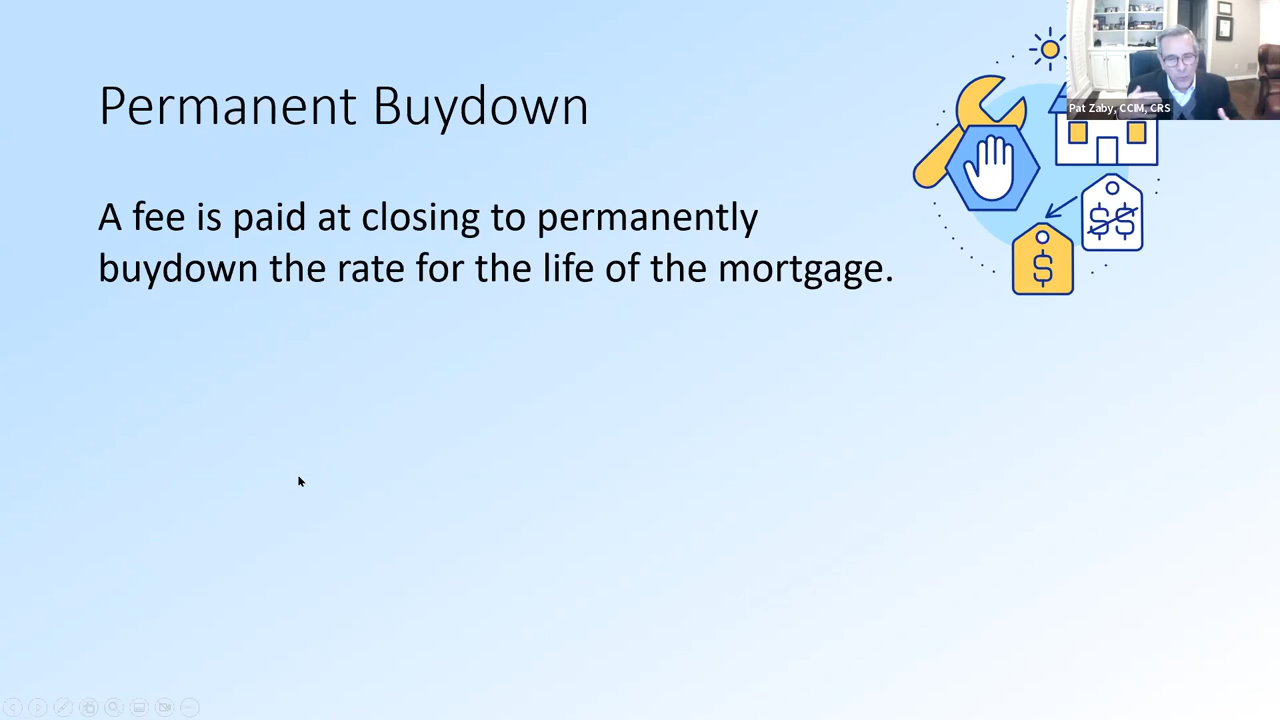 Permanent Buydown
A fee is paid at closing to permanently
buydown the rate for the life of the mortgage.
Pat Zaby, CCIM, CRS
$$
$